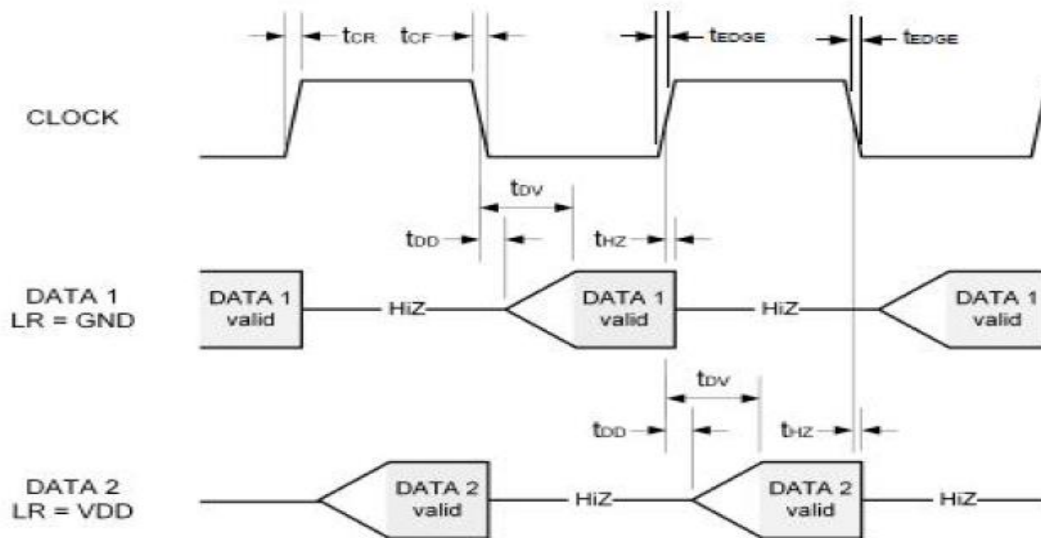 tCR tCF tEDGE tEDGE
CLOCK
tDV
tDD tHZ
DATA 1
LR = GND
DATA 1
valid
HiZ
DATA 1
valid
HiZ
DATA 1
valid
tDV
tDD tHZ
DATA 2
LR = VDD
DATA 2
valid
HiZ
DATA 2
valid
HiZ